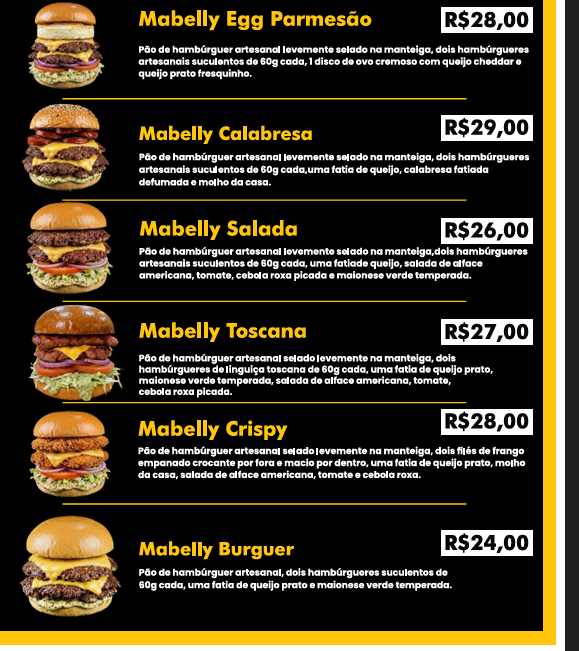 Mabelly Egg Parmesão
R$28,00
Pão de hambúrguer artesanal levemente selado na manteiga, dois hambúrgueres
artesanais suculentos de 60g cada, 1 disco de ovo cremoso com queijo cheddar e
queijo prato fresquinho.
Mabelly Calabresa
R$29,00
Pão de hambúrguer artesanal levemente selado na manteiga, dois hambúrgueres
artesanais suculentos de 60g cada,uma fatia de queijo, calabresa fatiada
defumada e molho da casa.
Mabelly Salada
R$26,00
Pão de hambúrguer artesanal levemente selado na manteiga,dois hambúrgueres
artesanais suculentos de 60g cada, uma fatiade queijo, salada de alface
americana, tomate, cebola roxa picada e maionese verde temperada.
Mabelly Toscana
R$27,00
Pão de hambúrguer artesanal selado levemente na manteiga, dois
hambúrgueres de linguiça toscana de 60g cada, uma fatia de queijo prato,
maionese verde temperada, salada de alface americana, tomate,
cebola roxa picada.
Mabelly Crispy
R$28,00
Pão de hambúrguer artesanal selado levemente na manteiga, dois filés de frango
empanado crocante por fora e macio por dentro, uma fatia de queijo prato, molho
da casa, salada de alface americana, tomate e cebola roxa.
Mabelly Burguer
R$24,00
Pão de hambúrguer artesanal, dois hambúrgueres suculentos de
60g cada, uma fatia de queijo prato e maionese verde temperada.